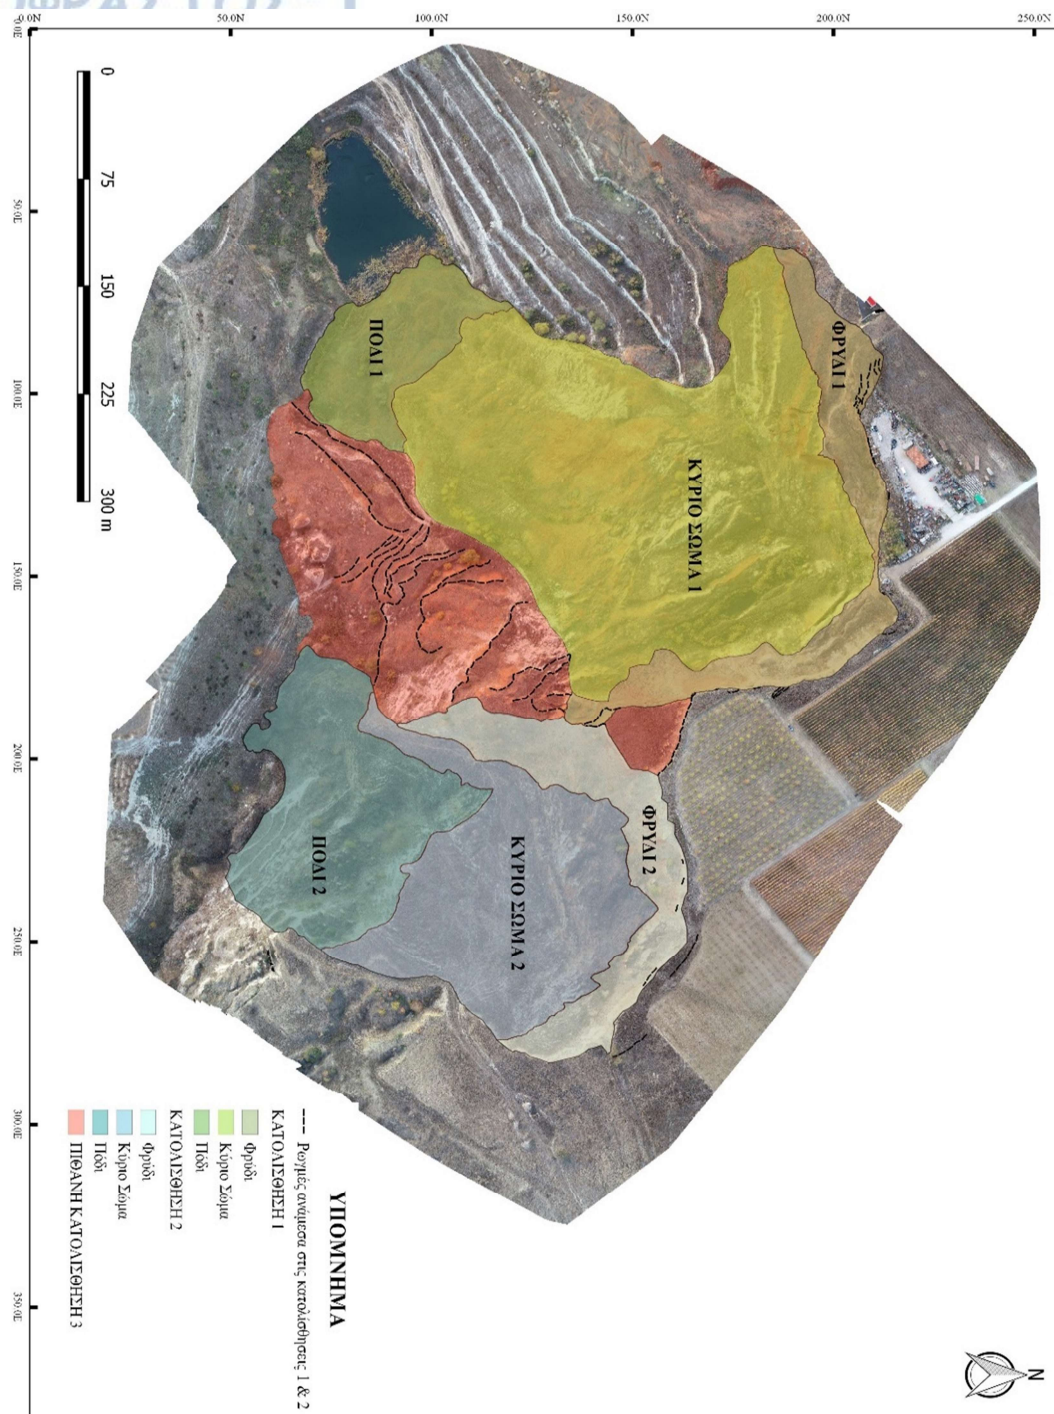 0.0N
50.0N
100.0N
150.0N
200.0N
250.0N
0.0E
50.0E
100.0E
150.0E
200.0E
250.0E
300.0E
350.0E
0
75
150
225
300 m
ΦΡΥΔΙ 1
ΚΥΡΙΟ ΣΩΜΑ 1
ΠΟΔΙ 1
ΦΡΥΔΙ 2
ΚΥΡΙΟ ΣΩΜΑ 2
ΠΟΔΙ 2
N
ΥΠΟΜΝΗΜΑ
Ρωγμές ανάμεσα στις κατολίσθησεις 1 & 2
ΚΑΤΟΛΙΣΘΗΣΗ 1
Φρύδι
Κύριο Σώμα
Πόδι
ΚΑΤΟΛΙΣΘΗΣΗ 2
Φρύδι
Κύριο Σώμα
Πόδι
ΠΙΘΑΝΗ ΚΑΤΟΛΙΣΘΗΣΗ 3